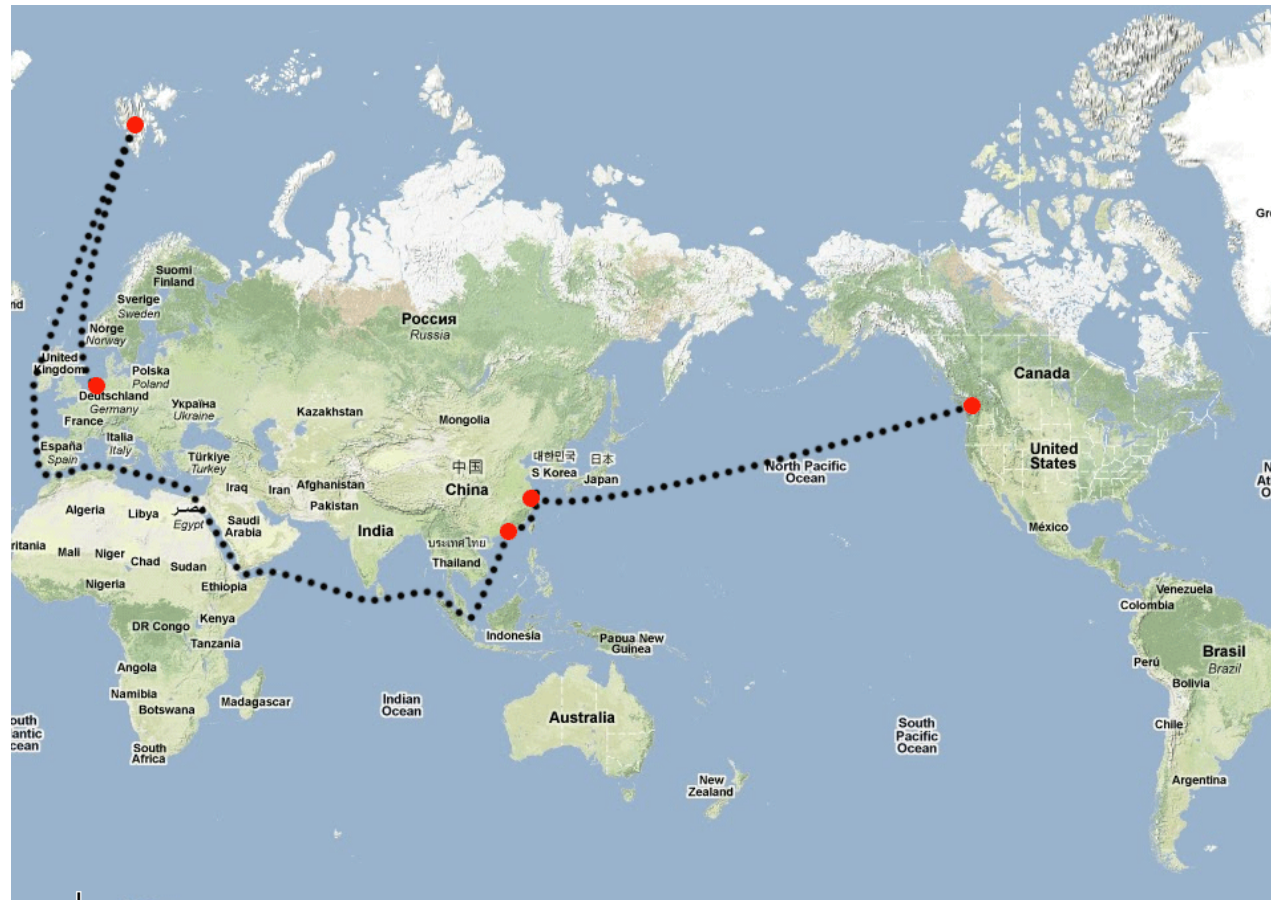 Gr
Suomi
Finland
Sverige
Sweden
nd
Россия
Russia
Norge
Norway
United
Kingdom
Polska
Poland
Canada
Deutschland
Germany
Україна
Ukraine
Kazakhstan
Mongolia
France
Italia
Italy
España
Spain
Türkiye
Turkey
United
States
대한민국
S Korea
日本
Japan
中国
China
North Pacific
Ocean
N
At
O
Iraq
Iran
Afghanistan
Pakistan
Algeria
Libya
مصر
Egypt
Saudi
Arabia
India
México
ประเทศไทย
Thailand
ritania
Mali
Niger
Chad
Sudan
Nigeria
Ethiopia
Venezuela
Colombia
DR Congo
Kenya
Tanzania
Indonesia
Papua New
Guinea
Brasil
Brazil
Perú
Bolivia
Angola
Namibia
Botswana
Madagascar
Indian
Ocean
Australia
outh
antic
cean
South
Africa
South
Pacific
Ocean
Chile
New
Zealand
Argentina